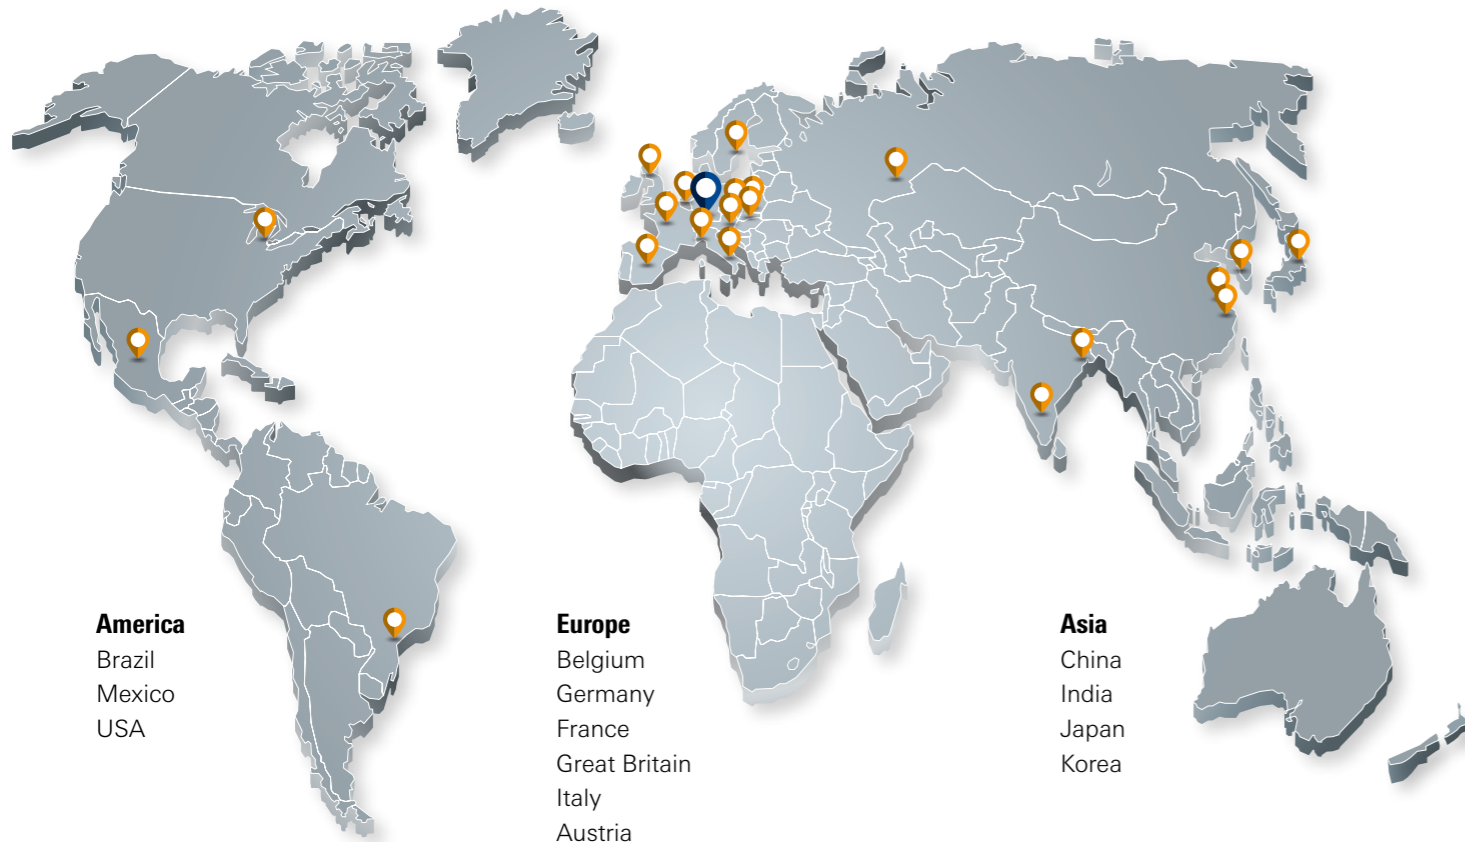 America
Brazil
Mexico
USA
Europe
Belgium
Germany
France
Great Britain
Italy
Austria
Asia
China
India
Japan
Korea